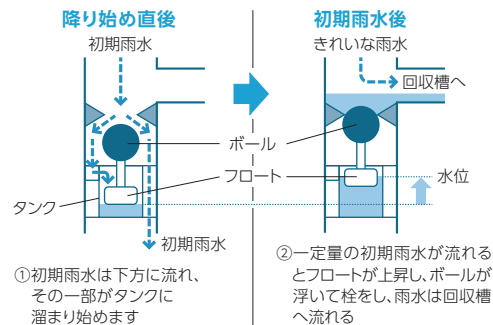 降り始め直後
初期雨水
初期雨水後
きれいな雨水
回収槽へ
ボール
フロート
水位
タンク
初期雨水
①初期雨水は下方に流れ、
その一部がタンクに
溜まり始めます
②一定量の初期雨水が流れる
とフロートが上昇し、ボールが
浮いて栓をし、雨水は回収槽
へ流れる